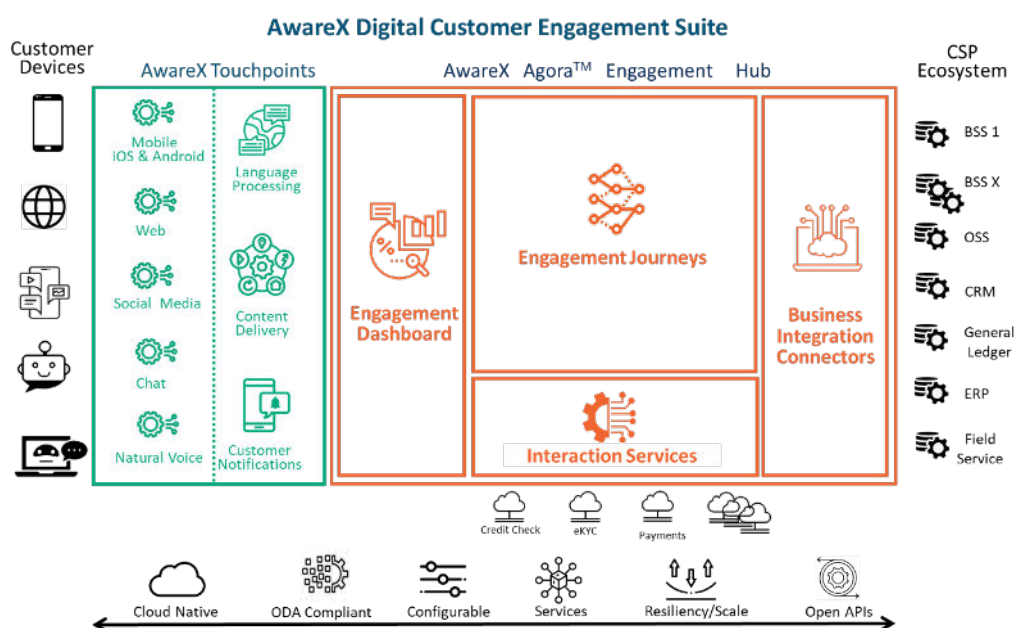 AwareX Digital Customer Engagement Suite
Customer
Devices
AwareX Touchpoints
AwareX Agora™ Engagement Hub
CSP
Ecosystem
Mobile
iOS & Android
Web
Social Media
Chat
Natural Voice
Language
Processing
Content
Delivery
Customer
Notifications
Engagement
Dashboard
Engagement Journeys
Interaction Services
Business
Integration
Connectors
BSS 1
BSS X
OSS
CRM
General
Ledger
ERP
Field
Service
Credit Check
eKYC
Payments
Cloud Native
ODA Compliant
Configurable
Services
Resiliency/Scale
Open APIs